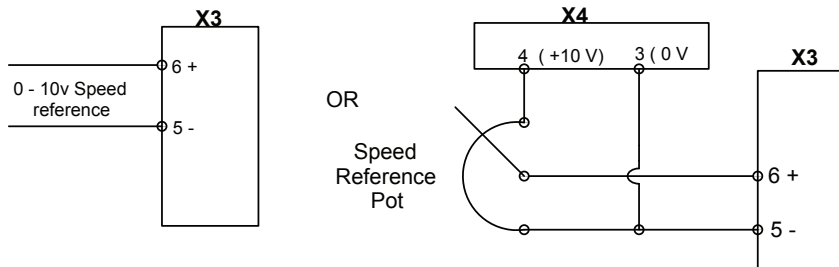 X3
6 +
0 - 10v Speed
reference
5 -
OR
X4
4 ( +10 V)
3 ( 0 V
Speed
Reference
Pot
X3
6 +
5 -